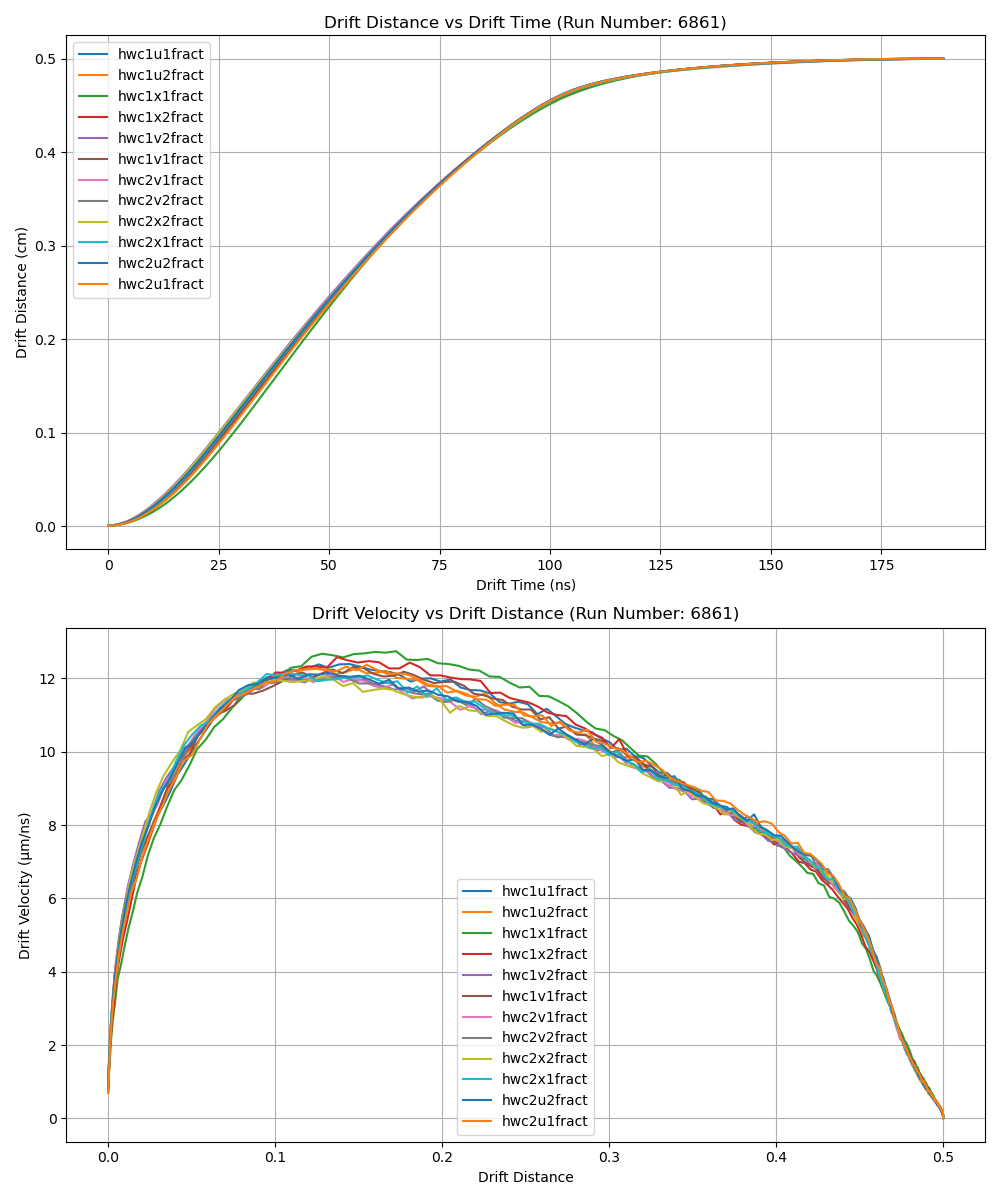 Drift Distance vs Drift Time (Run Number: 6861)
hwc1u1fract
hwc1u2fract
hwc1x1fract
hwc1x2fract
hwc1v2fract
hwc1v1fract
hwc2v1fract
hwc2v2fract
hwc2x2fract
hwc2x1fract
hwc2u2fract
hwc2u1fract
0.5
0.4
0.3
0.2
0.1
0.0
Drift Distance (cm)
0 25 50 75 100 125 150 175
Drift Time (ns)
Drift Velocity vs Drift Distance (Run Number: 6861)
12
10
8
6
4
2
0
Drift Velocity (μm/ns)
hwc1u1fract
hwc1u2fract
hwc1x1fract
hwc1x2fract
hwc1v2fract
hwc1v1fract
hwc2v1fract
hwc2v2fract
hwc2x2fract
hwc2x1fract
hwc2u2fract
hwc2u1fract
0.0 0.1 0.2 0.3 0.4 0.5
Drift Distance